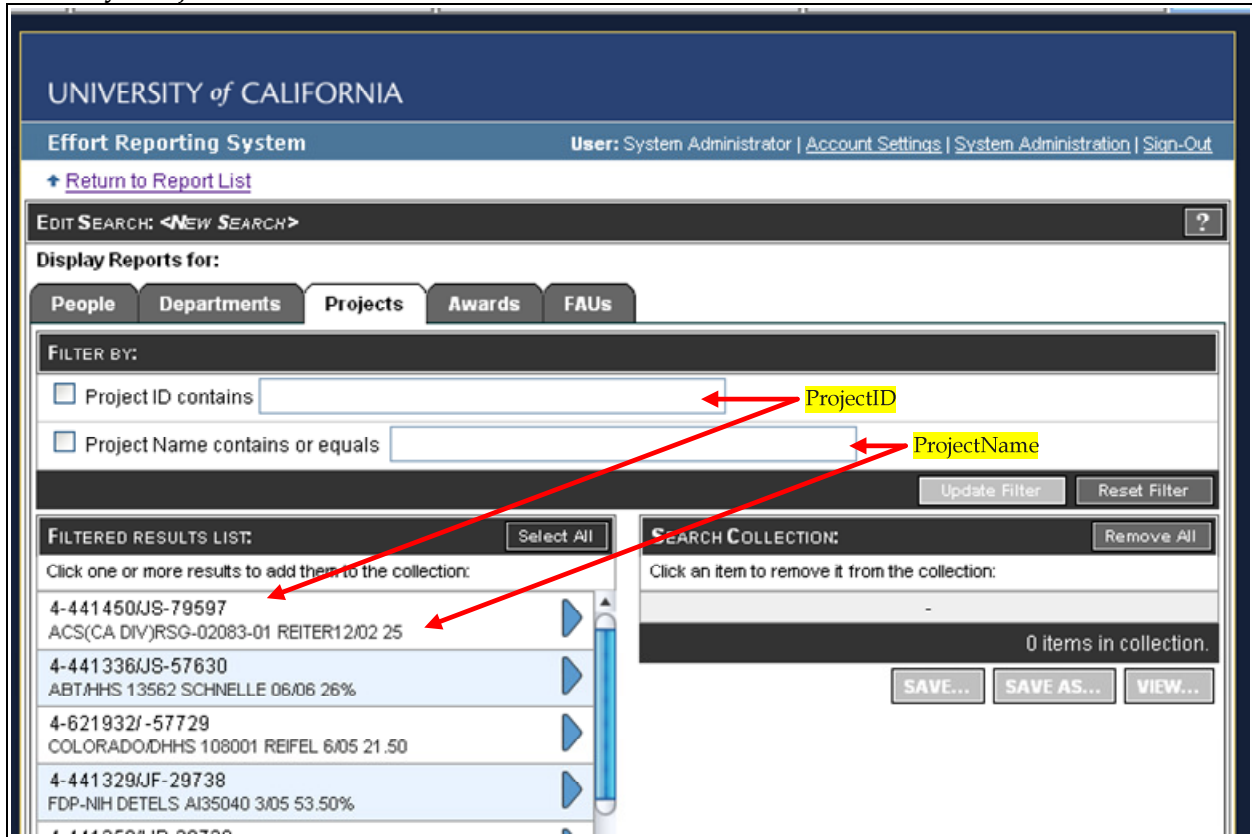 UNIVERSITY of CALIFORNIA
Effort Reporting System
User: System Administrator | Account Settings | System Administration | Sign-Out
Return to Report List
EDIT SEARCH: <NEW SEARCH>
?
Display Reports for:
People Departments Projects Awards FAUs
FILTER BY:
Project ID contains
ProjectID
Project Name contains or equals
ProjectName
Update Filter Reset Filter
FILTERED RESULTS LIST: Select All
Click one or more results to add them to the collection:
4-441450/JS-79597
ACS(CA DIV)RSG-02083-01 REITER12/02 25
4-441336/JS-57630
ABT/HHS 13562 SCHNELLE 06/06 26%
4-621932/ -57729
COLORADO/DHHS 108001 REIFEL 6/05 21.50
4-441329/JF-29738
FDP-NIH DETELS AI35040 3/05 53.50%
SEARCH COLLECTION: Remove All
Click an item to remove it from the collection:
-
0 items in collection.
SAVE... SAVE AS... VIEW...